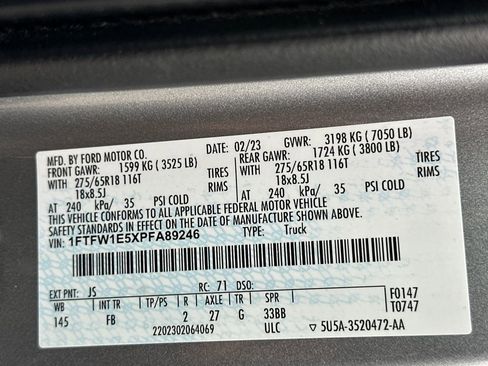 MFD. BY FORD MOTOR CO. 02/23 GVWR: 3198 KG ( 7050 LB)
FRONT GAWR: 1599 KG ( 3525 LB) REAR GAWR: 1724 KG ( 3800 LB)
WITH 275/65R18 116T TIRES WITH 275/65R18 116T TIRES
18x8.5J RIMS 18x8.5J RIMS
AT 240 kPa/ 35 PSI COLD AT 240 kPa/ 35 PSI COLD
THIS VEHICLE CONFORMS TO ALL APPLICABLE FEDERAL MOTOR VEHICLE
SAFETY STANDARDS IN EFFECT ON THE DATE OF MANUFACTURE SHOWN ABOVE.
VIN: 1FTFW1E5XPFA89246 TYPE: Truck
EXT PNT: JS RC: 71 DSO: F0147
WB INT TR TP/PS R AXLE TR SPR T0747
145 FB 2 27 G 33BB
2202302064069 ULC 5U5A-3520472-AA